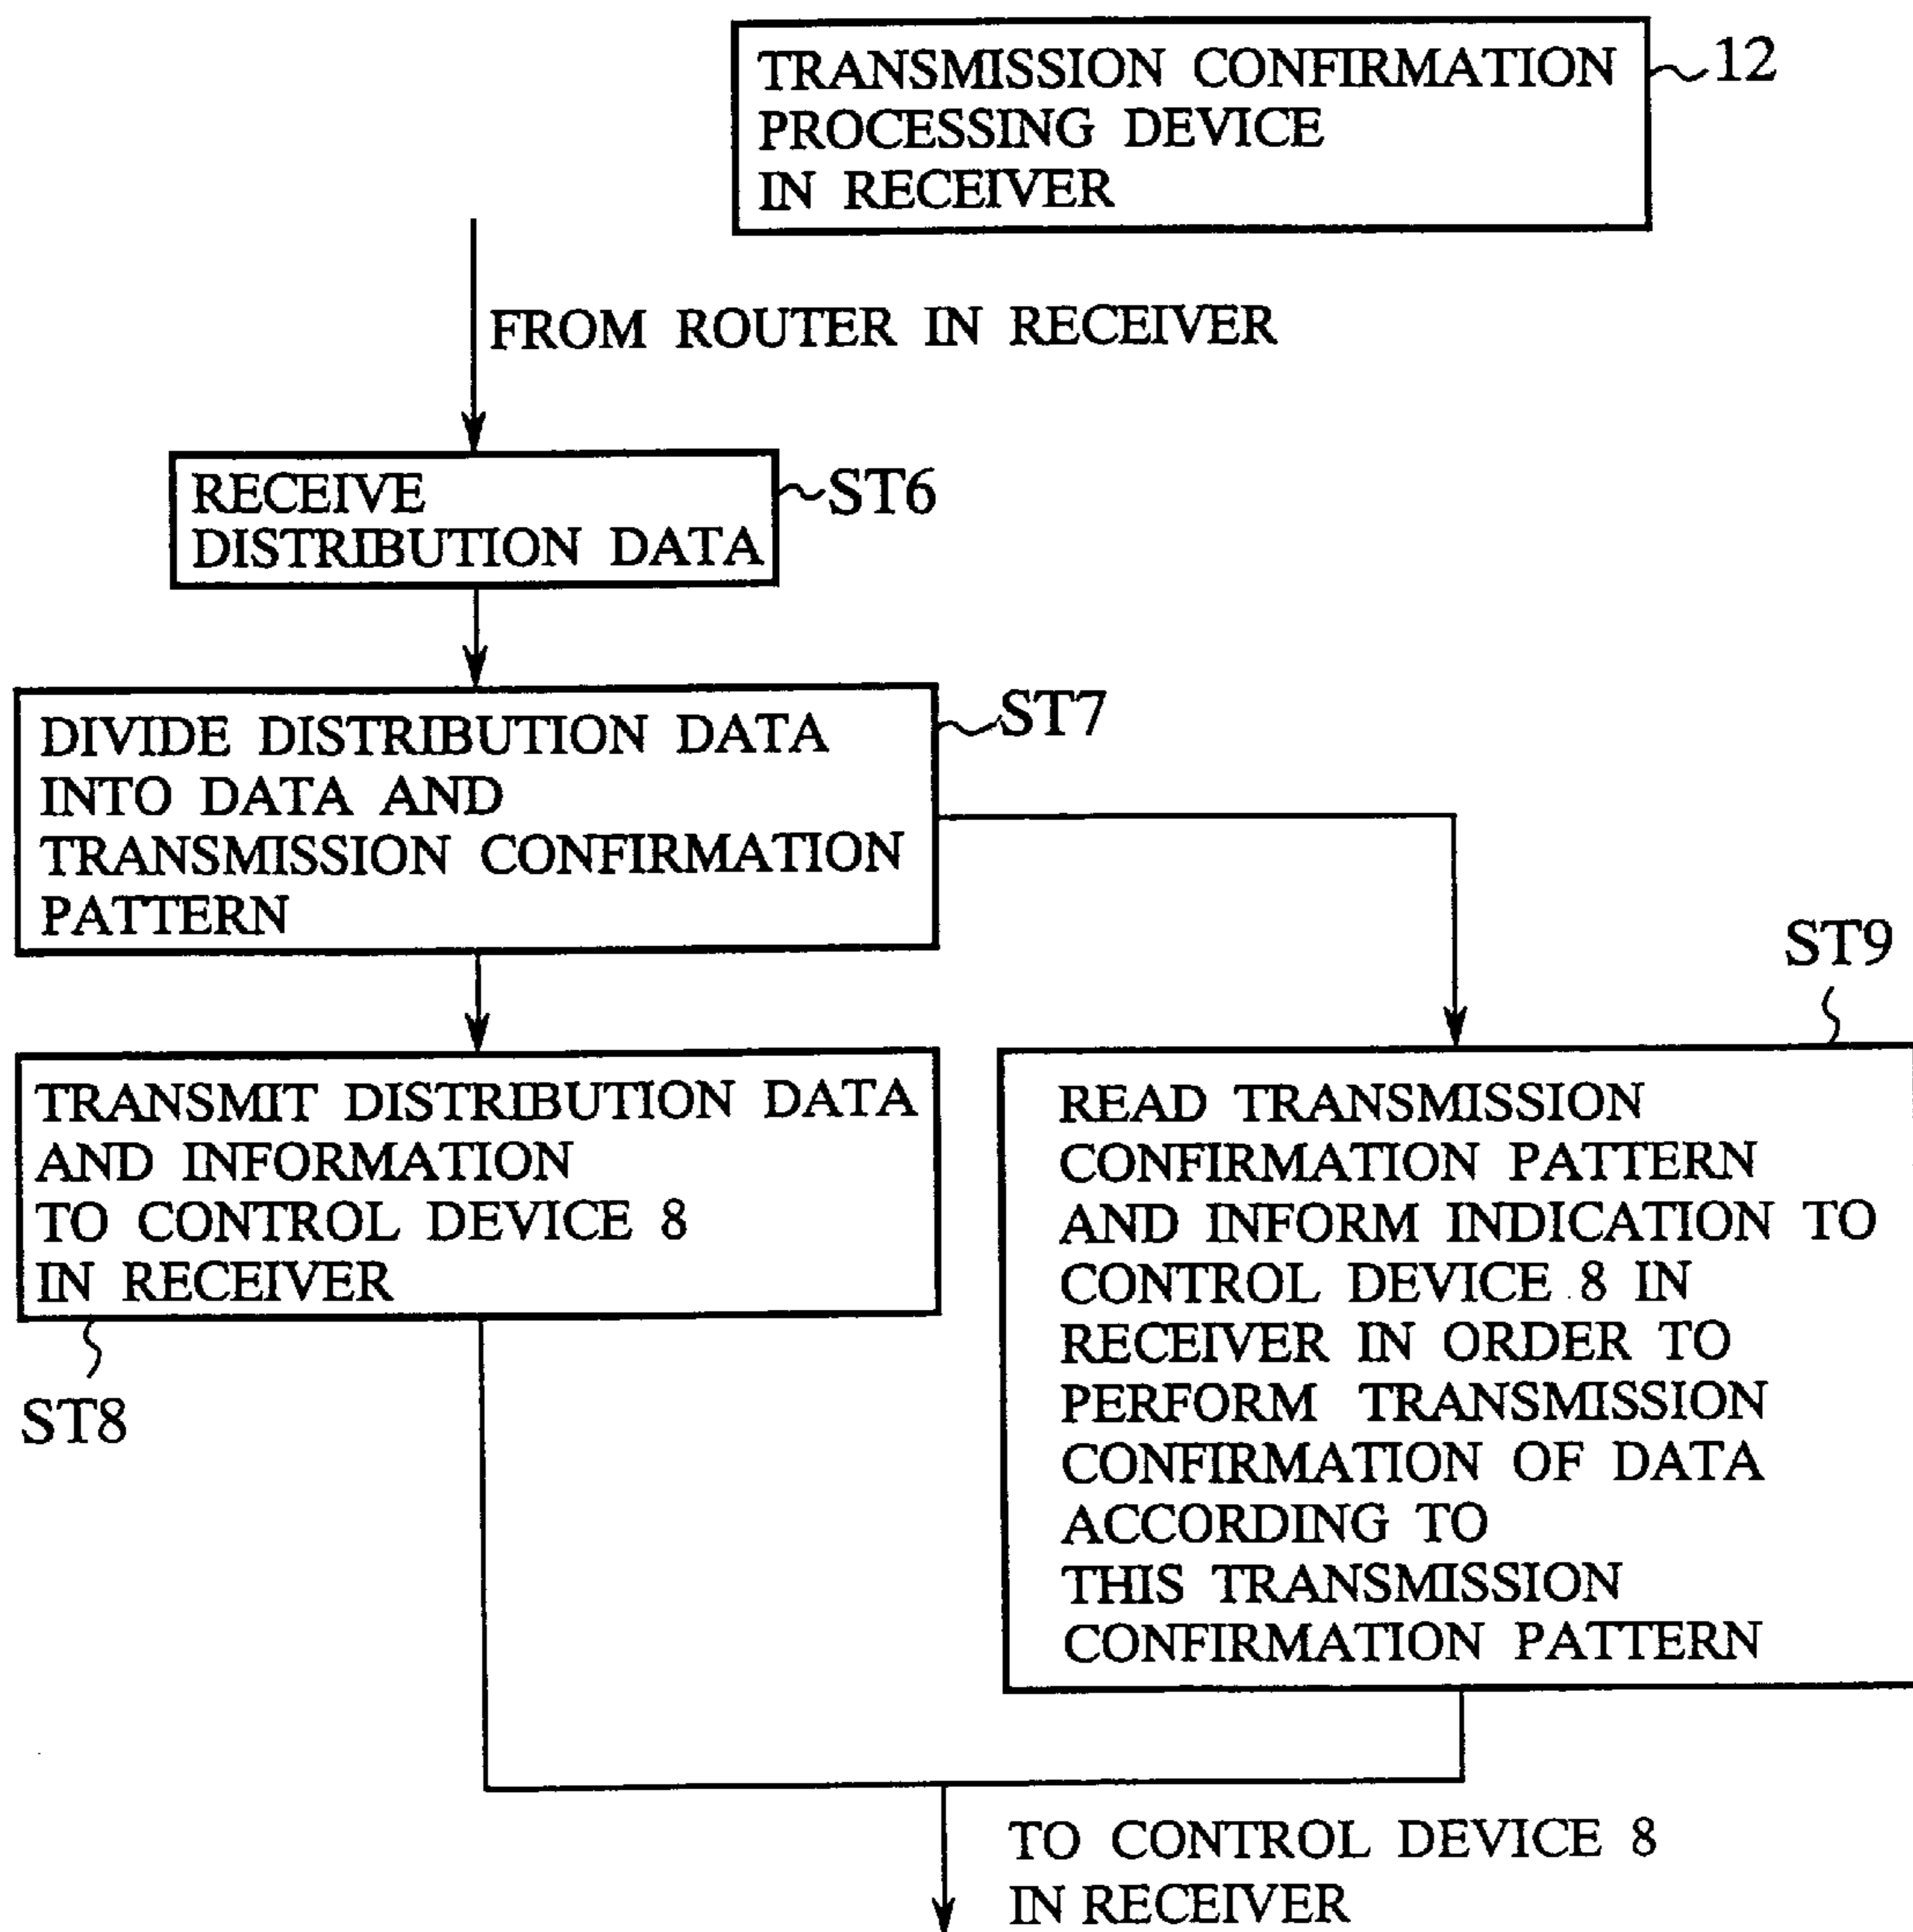 TRANSMISSION CONFIRMATION
PROCESSING DEVICE
IN RECEIVER
12
FROM ROUTER IN RECEIVER
RECEIVE
DISTRIBUTION DATA
ST6
DIVIDE DISTRIBUTION DATA
INTO DATA AND
TRANSMISSION CONFIRMATION
PATTERN
ST7
TRANSMIT DISTRIBUTION DATA
AND INFORMATION
TO CONTROL DEVICE 8
IN RECEIVER
ST8
ST9
READ TRANSMISSION
CONFIRMATION PATTERN
AND INFORM INDICATION TO
CONTROL DEVICE 8 IN
RECEIVER IN ORDER TO
PERFORM TRANSMISSION
CONFIRMATION OF DATA
ACCORDING TO
THIS TRANSMISSION
CONFIRMATION PATTERN
TO CONTROL DEVICE 8
IN RECEIVER